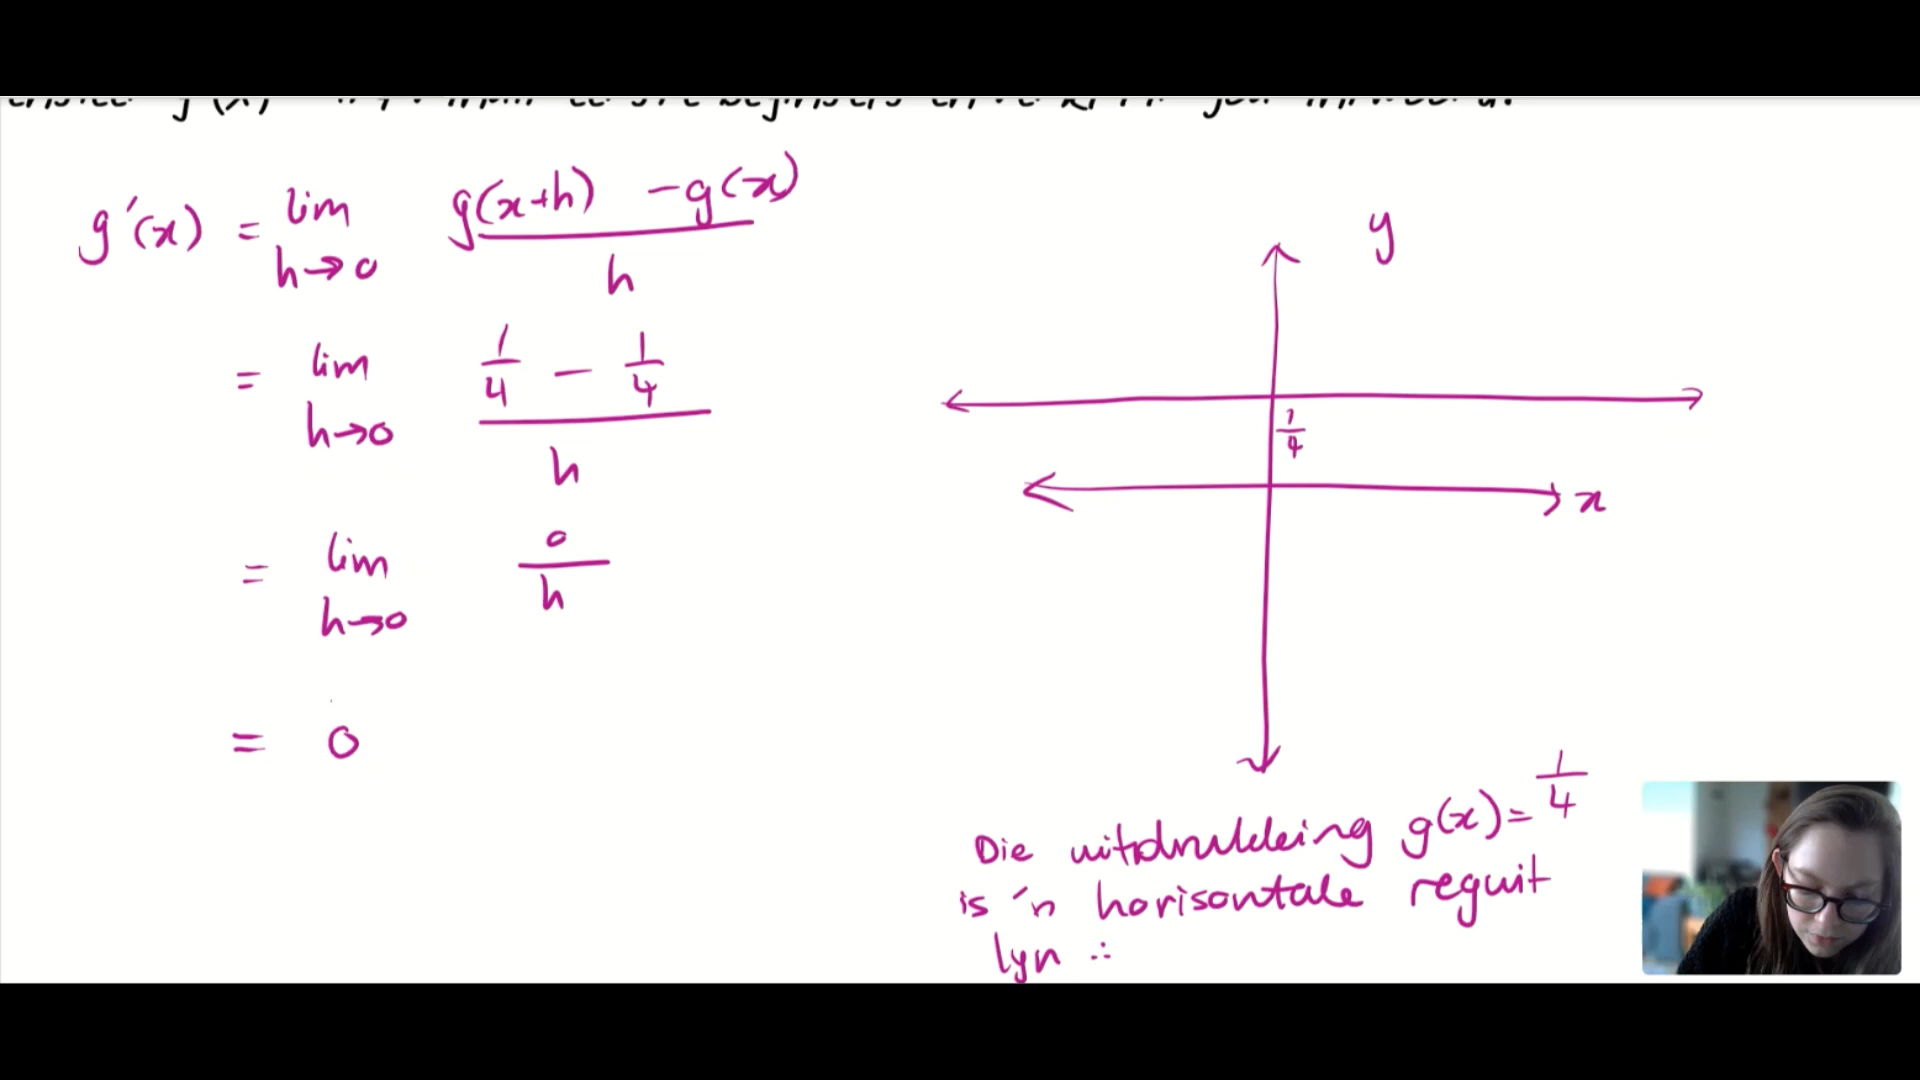 g'(x) = lim h→0 g(x+h) - g(x) / h
= lim h→0 1/4 - 1/4 / h
= lim h→0 0/h
= 0
y
1/4
x
Die uitdrukking g(x) = 1/4
is 'n horisontale reguit
lyn ∴